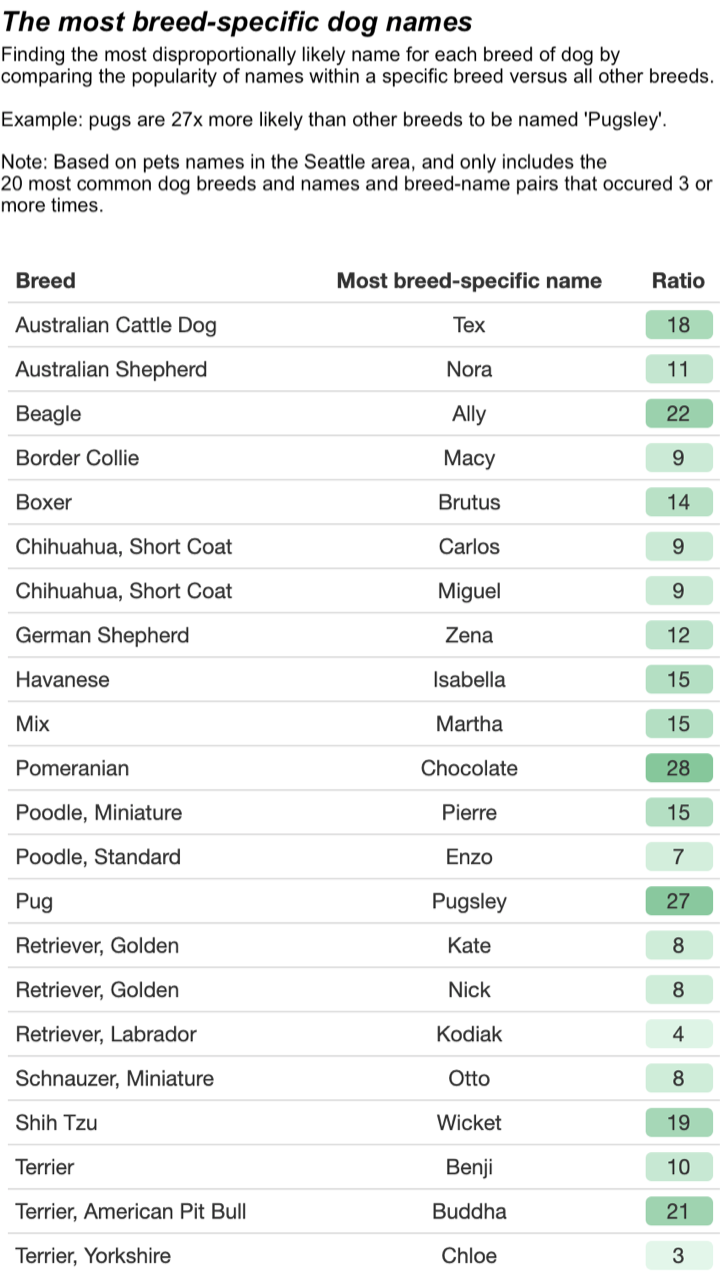 The most breed-specific dog names
Finding the most disproportionally likely name for each breed of dog by
comparing the popularity of names within a specific breed versus all other breeds.
Example: pugs are 27x more likely than other breeds to be named 'Pugsley'.
Note: Based on pets names in the Seattle area, and only includes the
20 most common dog breeds and names and breed-name pairs that occured 3 or
more times.
Breed Most breed-specific name Ratio
Australian Cattle Dog Tex 18
Australian Shepherd Nora 11
Beagle Ally 22
Border Collie Macy 9
Boxer Brutus 14
Chihuahua, Short Coat Carlos 9
Chihuahua, Short Coat Miguel 9
German Shepherd Zena 12
Havanese Isabella 15
Mix Martha 15
Pomeranian Chocolate 28
Poodle, Miniature Pierre 15
Poodle, Standard Enzo 7
Pug Pugsley 27
Retriever, Golden Kate 8
Retriever, Golden Nick 8
Retriever, Labrador Kodiak 4
Schnauzer, Miniature Otto 8
Shih Tzu Wicket 19
Terrier Benji 10
Terrier, American Pit Bull Buddha 21
Terrier, Yorkshire Chloe 3